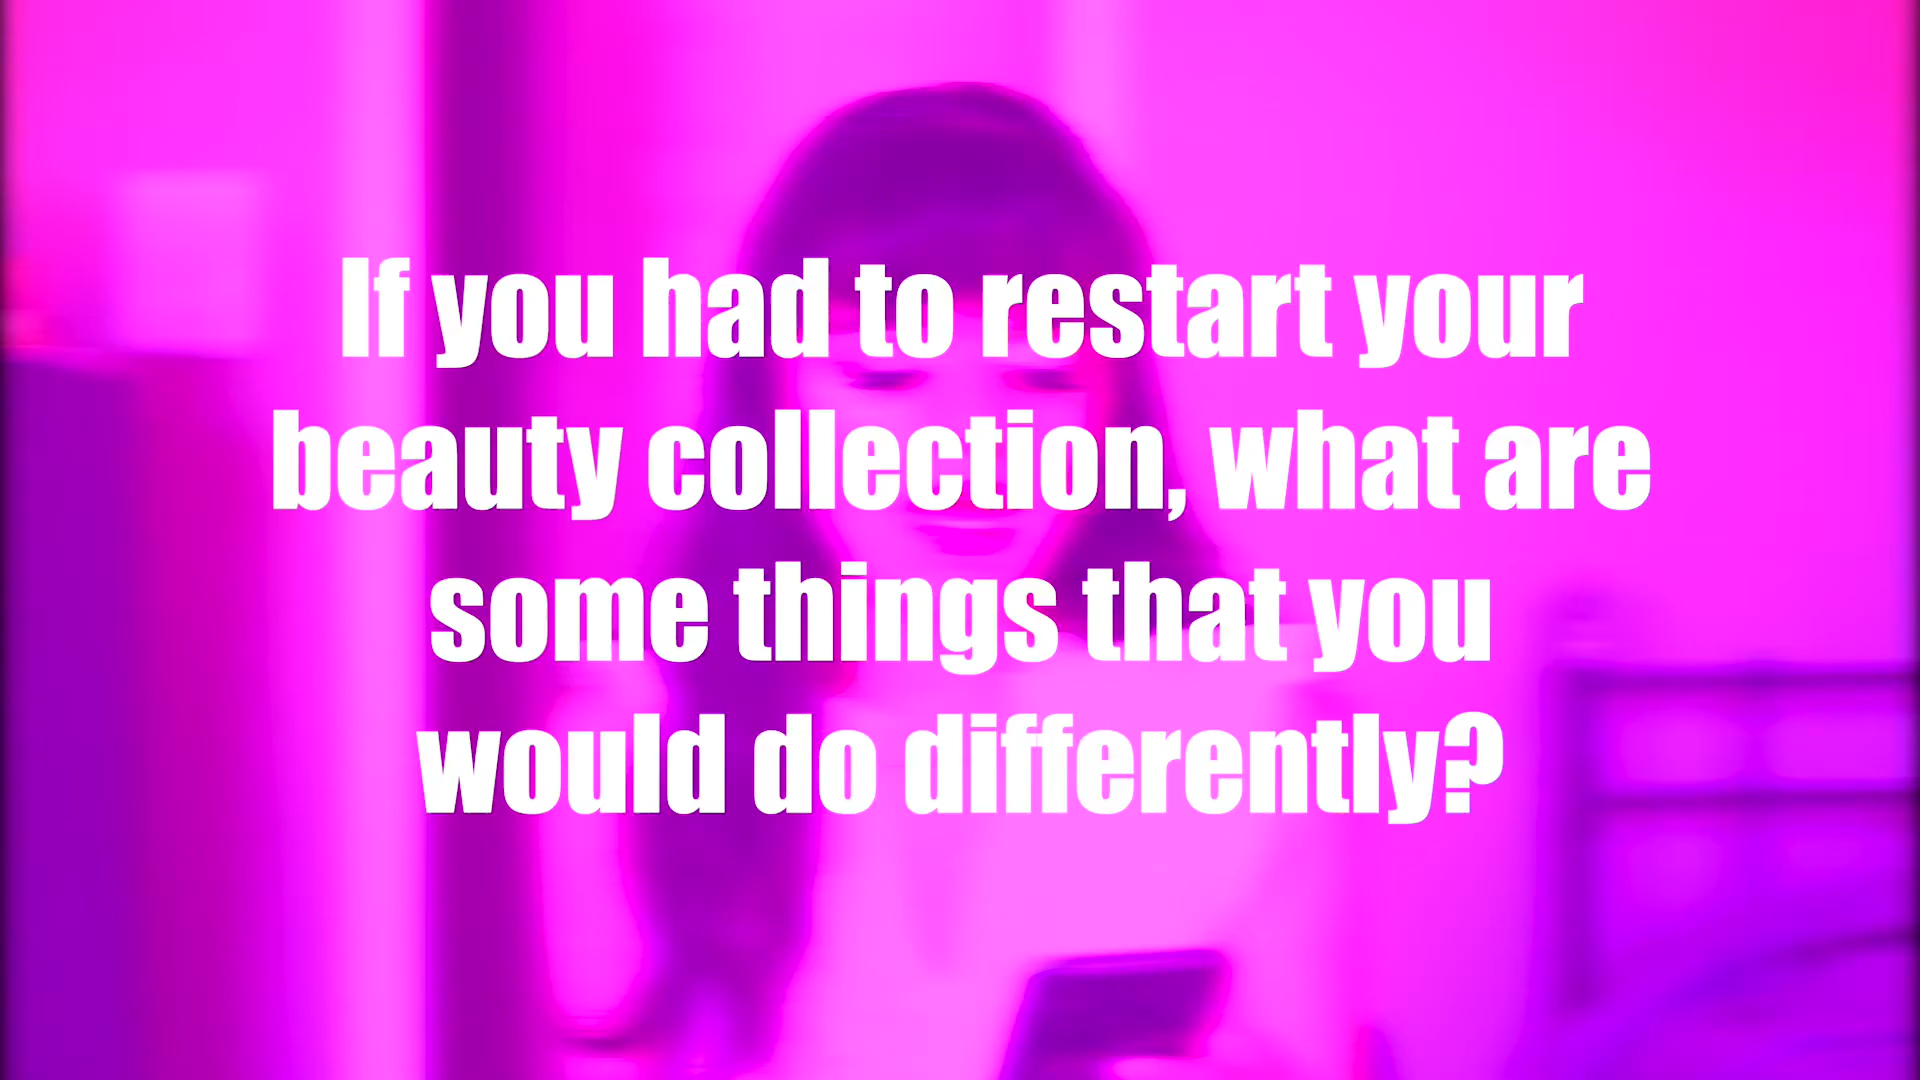 If you had to restart your
beauty collection, what are
some things that you
would do differently?